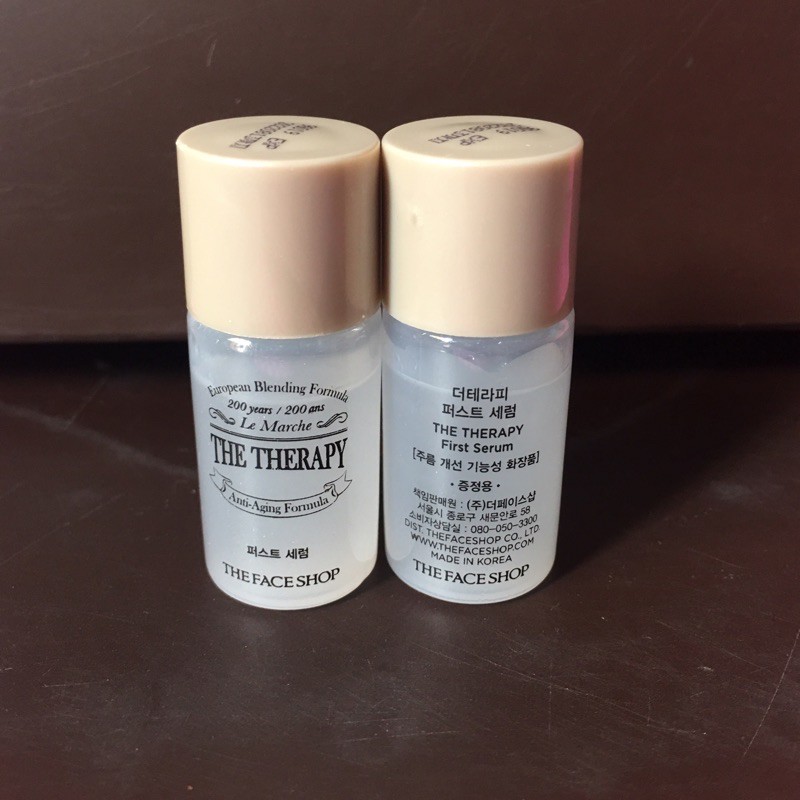 EXP
European Blending Formula
200 years / 200 ans
Le Marche
THE THERAPY
Anti-Aging Formula
퍼스트 세럼
THE FACE SHOP
EXP
더테라피
퍼스트 세럼
THE THERAPY
First Serum
[주름 개선 기능성 화장품]
• 증정용 •
책임판매원 : (주)더페이스샵
서울시 종로구 새문안로 58
소비자상담실 : 080-050-3300
DIST. THEFACESHOP CO., LTD.
WWW.THEFACESHOP.COM
MADE IN KOREA
THE FACE SHOP